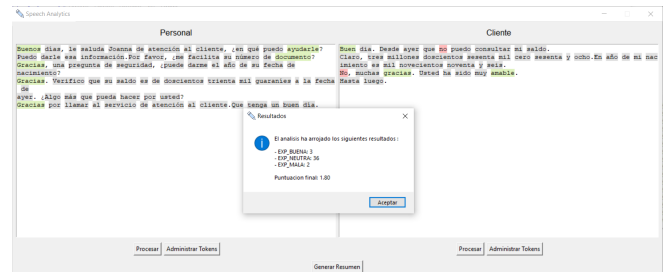 Speech Analytics
Personal
Cliente
Buenos días, le saluda Joanna de atención al cliente, ¿en qué puedo ayudarle?
Puedo darle esa información.Por favor, ¿me facilita su número de documento?
Gracias, una pregunta de seguridad, ¿puede darme el año de su fecha de
nacimiento?
Gracias. Verifico que su saldo es de doscientos treinta mil guaraníes a la fecha
de
ayer. ¿Algo más que pueda hacer por usted?
Gracias por llamar al servicio de atención al cliente.Que tenga un buen día.
Buen día. Desde ayer que no puedo consultar mi saldo.
Claro, tres millones doscientos sesenta mil cero sesenta y ocho.En año de mi nac
imiento es mil novecientos noventa y seis.
No, muchas gracias. Usted ha sido muy amable.
Hasta luego.
Resultados
El analisis ha arrojado los siguientes resultados :
- EXP_BUENA: 3
- EXP_NEUTRA: 36
- EXP_MALA: 2
Puntuacion final: 1.80
Aceptar
Procesar
Administrar Tokens
Procesar
Administrar Tokens
Generar Resumen